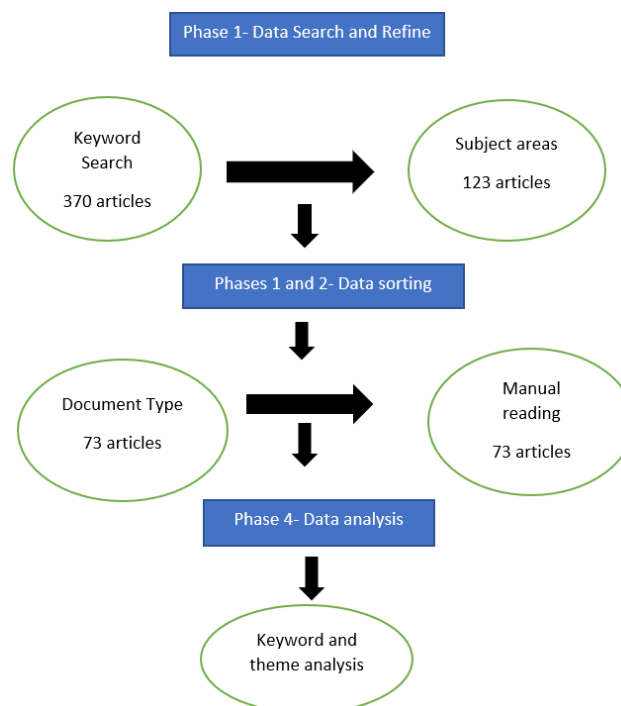 Phase 1- Data Search and Refine
Keyword
Search
370 articles
Subject areas
123 articles
Phases 1 and 2- Data sorting
Document Type
73 articles
Manual
reading
73 articles
Phase 4- Data analysis
Keyword and
theme analysis